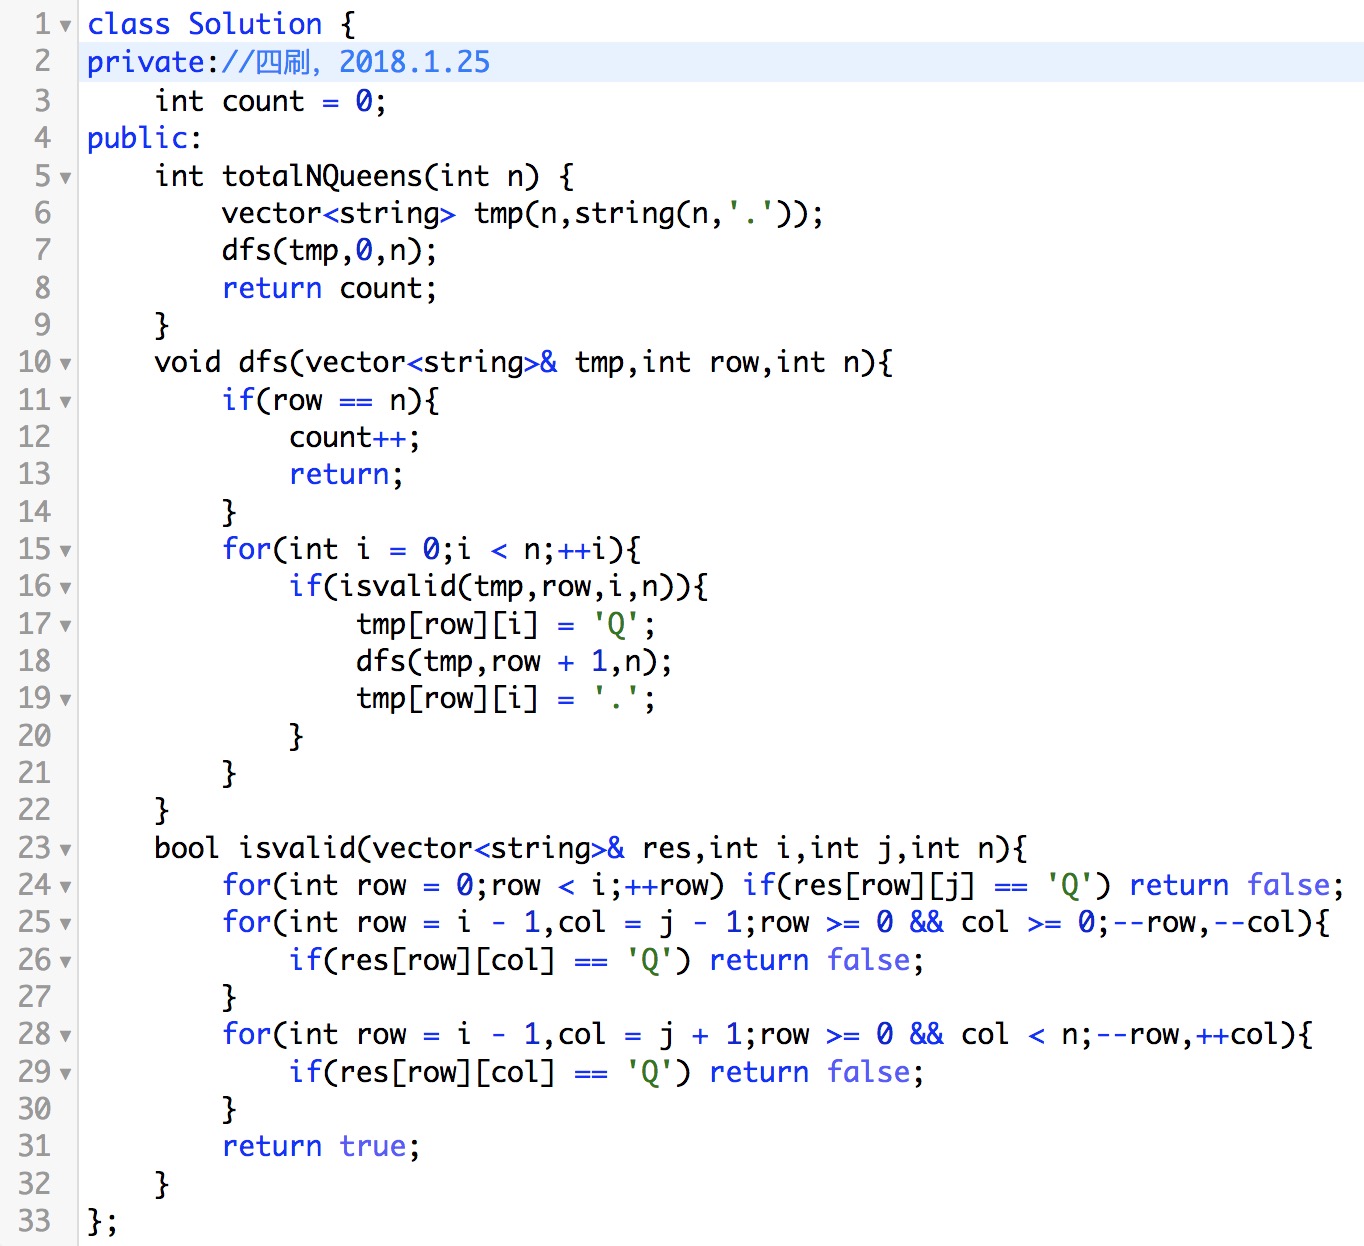 1 class Solution {
2 private://四刷，2018.1.25
3     int count = 0;
4 public:
5     int totalNQueens(int n) {
6         vector<string> tmp(n,string(n,'.'));
7         dfs(tmp,0,n);
8         return count;
9     }
10     void dfs(vector<string>& tmp,int row,int n){
11         if(row == n){
12             count++;
13             return;
14         }
15         for(int i = 0;i < n;++i){
16             if(isvalid(tmp,row,i,n)){
17                 tmp[row][i] = 'Q';
18                 dfs(tmp,row + 1,n);
19                 tmp[row][i] = '.';
20             }
21         }
22     }
23     bool isvalid(vector<string>& res,int i,int j,int n){
24         for(int row = 0;row < i;++row) if(res[row][j] == 'Q') return false;
25         for(int row = i - 1,col = j - 1;row >= 0 && col >= 0;--row,--col){
26             if(res[row][col] == 'Q') return false;
27         }
28         for(int row = i - 1,col = j + 1;row >= 0 && col < n;--row,++col){
29             if(res[row][col] == 'Q') return false;
30         }
31         return true;
32     }
33 };